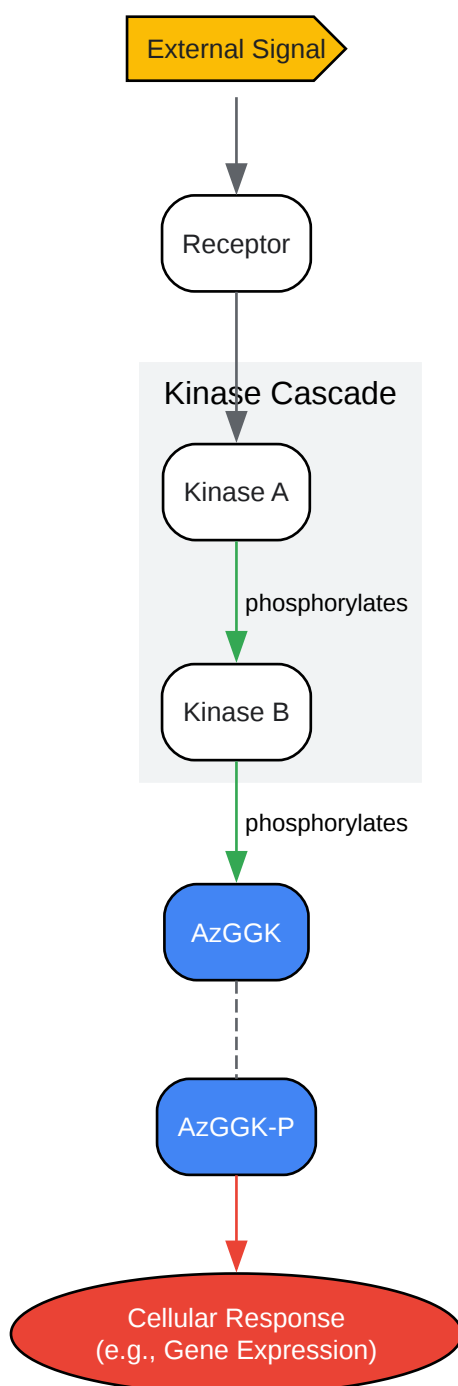 External Signal
Receptor
Kinase Cascade
Kinase A
phosphorylates
Kinase B
phosphorylates
AzGGK
AzGGK-P
Cellular Response
(e.g., Gene Expression)